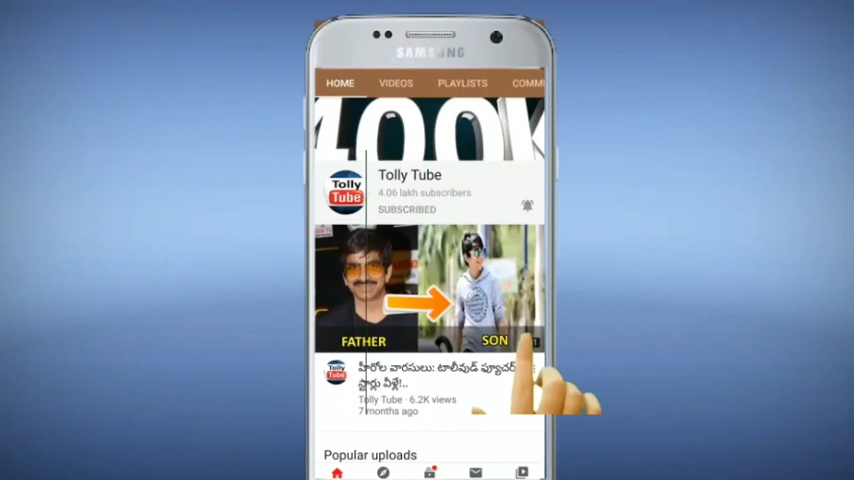 SAMSUNG
HOME VIDEOS PLAYLISTS COMM
400K
Tolly Tube
Tolly Tube
4.06 lakh subscribers
SUBSCRIBED
FATHER
SON
Tolly Tube
హీరోల వారసులు: టాలీవుడ్ ఫ్యూచర్
స్టార్లు వీళ్లే!..
Tolly Tube · 6.2K views
7 months ago
Popular uploads